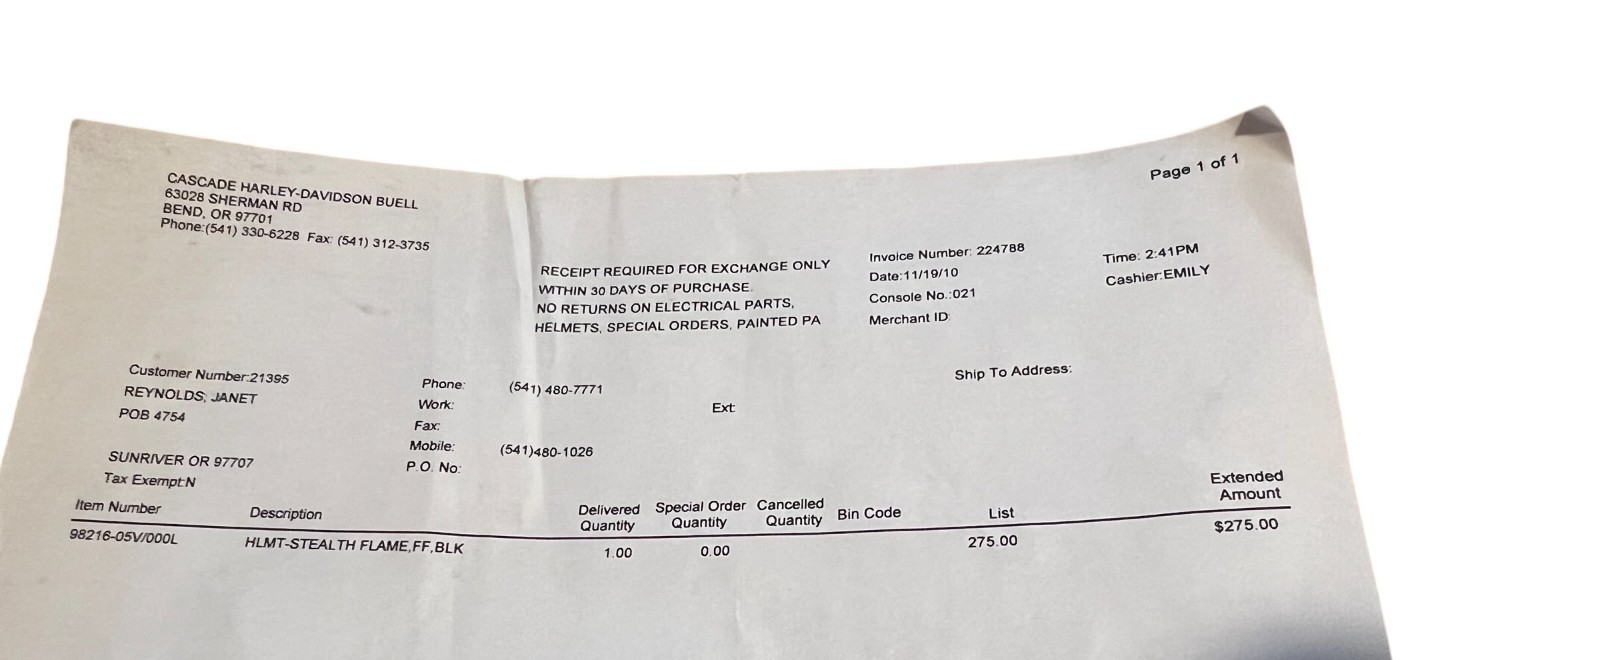 Page 1 of 1
CASCADE HARLEY-DAVIDSON BUELL
63028 SHERMAN RD
BEND, OR 97701
Phone:(541) 330-6228 Fax: (541) 312-3735
RECEIPT REQUIRED FOR EXCHANGE ONLY
WITHIN 30 DAYS OF PURCHASE.
NO RETURNS ON ELECTRICAL PARTS,
HELMETS, SPECIAL ORDERS, PAINTED PA
Invoice Number: 224788
Date:11/19/10
Console No.:021
Merchant ID:
Time: 2:41PM
Cashier:EMILY
Customer Number:21395
REYNOLDS, JANET
POB 4754
SUNRIVER OR 97707
Tax Exempt:N
Phone: (541) 480-7771
Work: Ext:
Fax:
Mobile: (541)480-1026
P.O. No:
Ship To Address:
Item Number Description Delivered Quantity Special Order Quantity Cancelled Quantity Bin Code List Extended Amount
98216-05V/000L HLMT-STEALTH FLAME,FF,BLK 1.00 0.00 275.00 $275.00